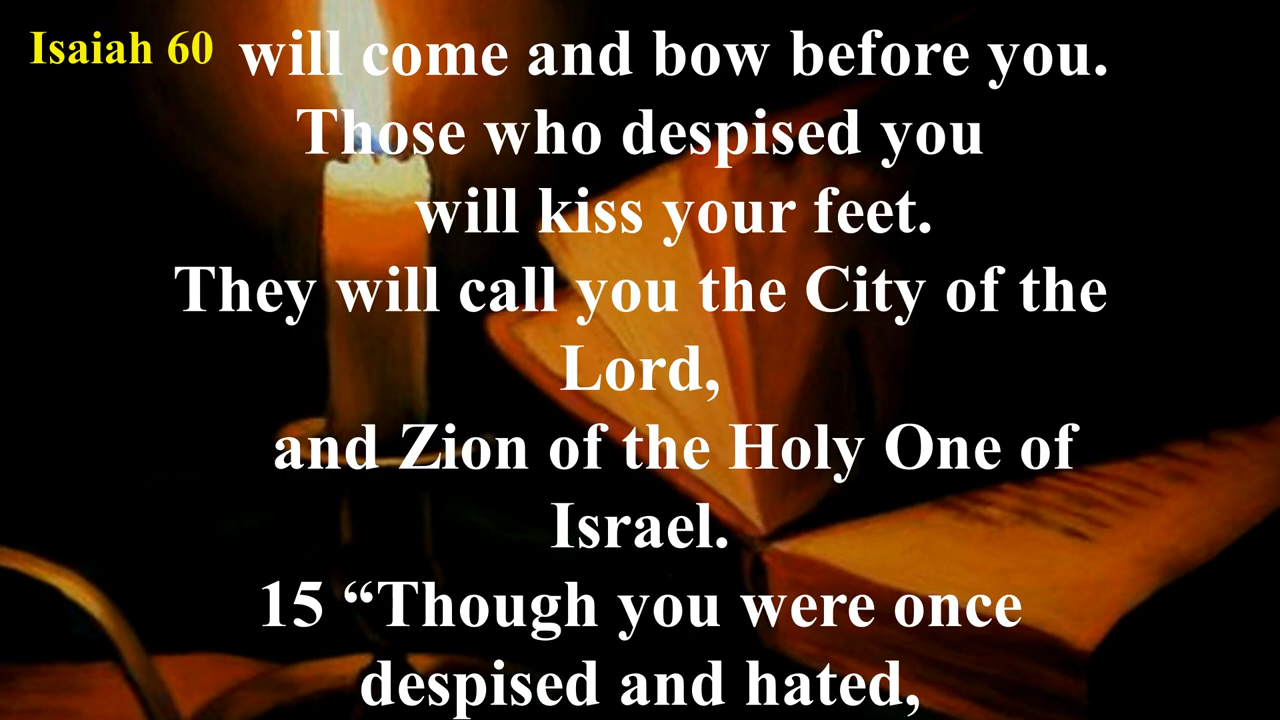 Isaiah 60
will come and bow before you.
Those who despised you
will kiss your feet.
They will call you the City of the
Lord,
and Zion of the Holy One of
Israel.
15 “Though you were once
despised and hated,